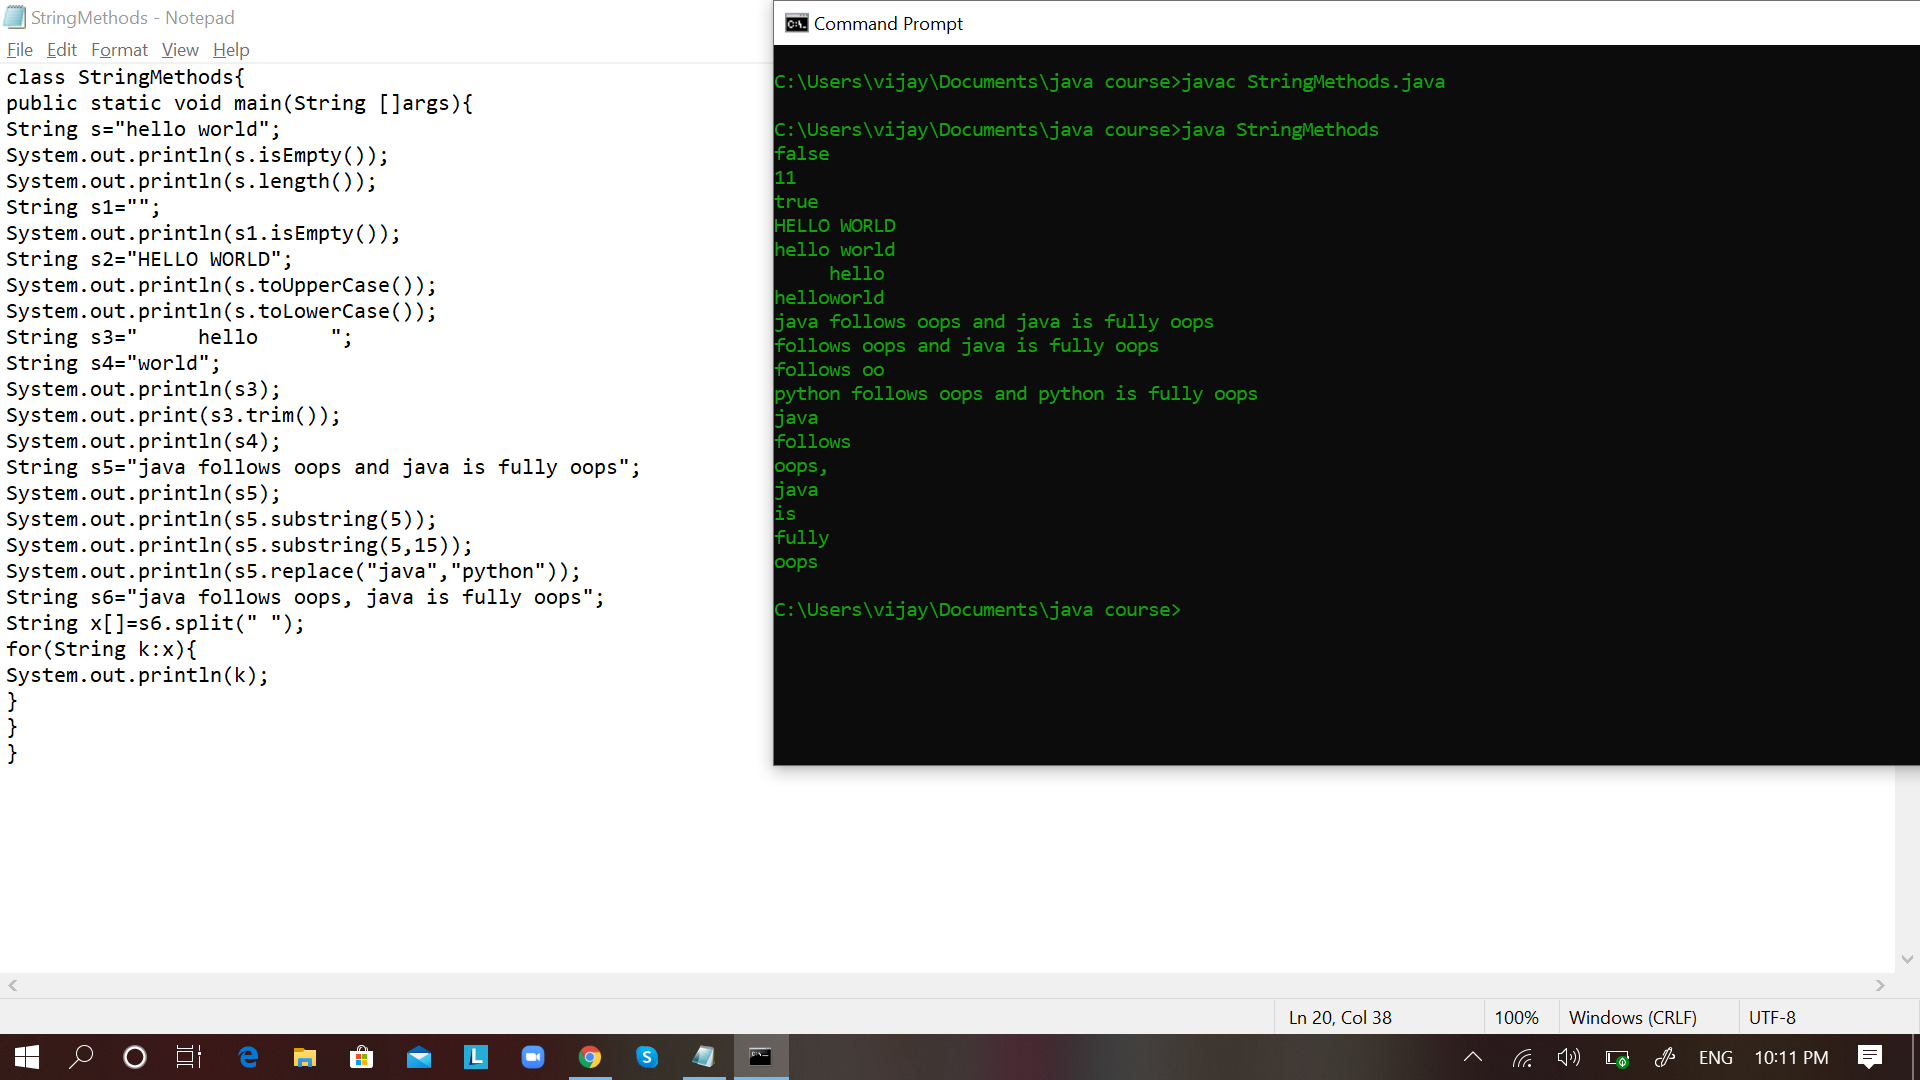 StringMethods - Notepad
File Edit Format View Help
class StringMethods{
public static void main(String []args){
String s="hello world";
System.out.println(s.isEmpty());
System.out.println(s.length());
String s1="";
System.out.println(s1.isEmpty());
String s2="HELLO WORLD";
System.out.println(s.toUpperCase());
System.out.println(s.toLowerCase());
String s3="     hello      ";
String s4="world";
System.out.println(s3);
System.out.print(s3.trim());
System.out.println(s4);
String s5="java follows oops and java is fully oops";
System.out.println(s5);
System.out.println(s5.substring(5));
System.out.println(s5.substring(5,15));
System.out.println(s5.replace("java","python"));
String s6="java follows oops, java is fully oops";
String x[]=s6.split(" ");
for(String k:x){
System.out.println(k);
}
}
}
Command Prompt
C:\Users\vijay\Documents\java course>javac StringMethods.java
C:\Users\vijay\Documents\java course>java StringMethods
false
11
true
HELLO WORLD
hello world
     hello
helloworld
java follows oops and java is fully oops
follows oops and java is fully oops
follows oo
python follows oops and python is fully oops
java
follows
oops,
java
is
fully
oops
C:\Users\vijay\Documents\java course>
Ln 20, Col 38
100%
Windows (CRLF)
UTF-8
ENG
10:11 PM